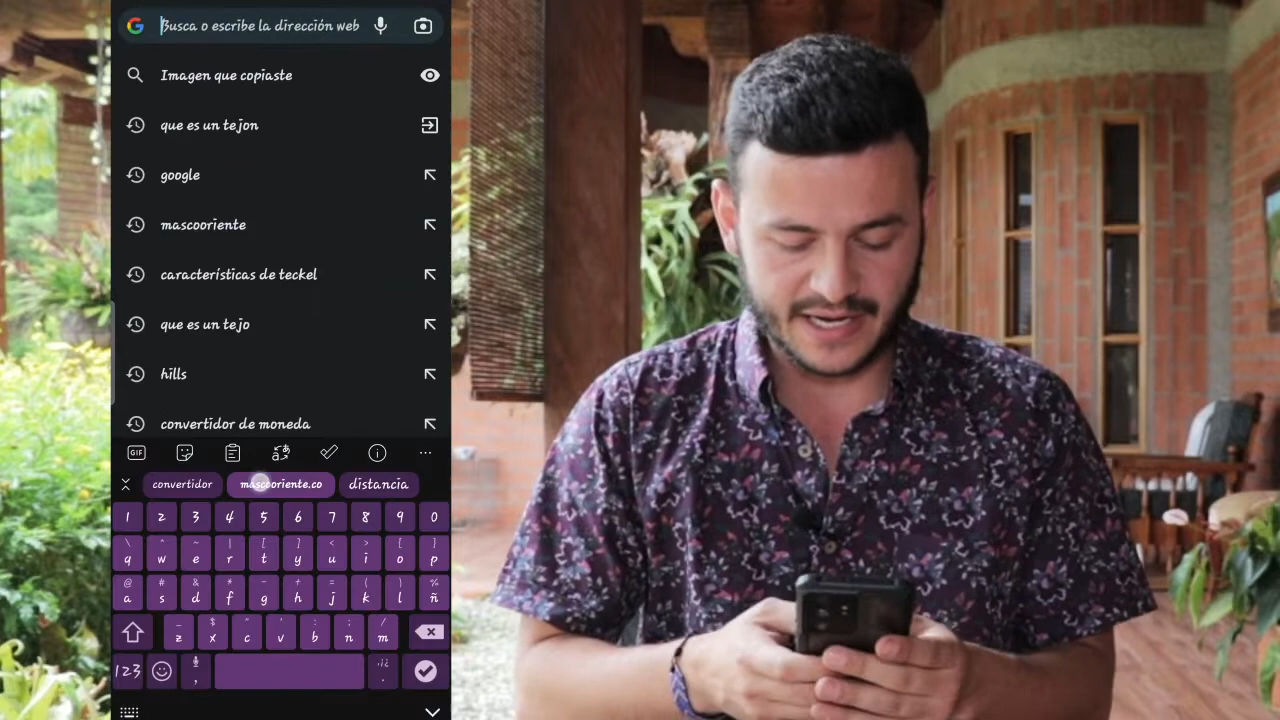 Busca o escribe la dirección web
Imagen que copiaste
que es un tejon
google
mascooriente
características de teckel
que es un tejo
hills
convertidor de moneda
GIF
convertidor mascooriente.co distancia
1 2 3 4 5 6 7 8 9 0
\ ^ ~ | [ ] < > { }
q w e r t y u i o p
@ # & * - + = ( ) %
a s d f g h j k l ñ
_ $ " ' : ; /
z x c v b n m
123 , .